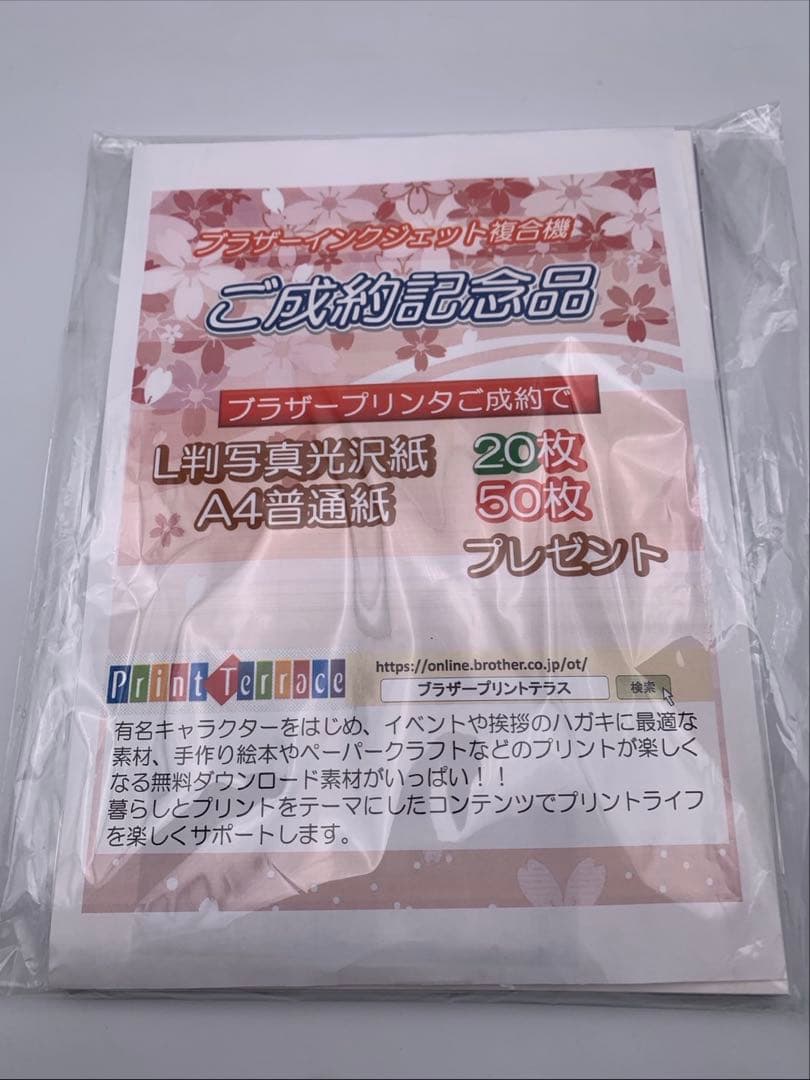 ブラザーインクジェット複合機
ご成約記念品
ブラザープリンタご成約で
L判写真光沢紙 20枚
A4普通紙 50枚
プレゼント
Print Terrace
https://online.brother.co.jp/ot/
ブラザープリントテラス 検索
有名キャラクターをはじめ、イベントや挨拶のハガキに最適な
素材、手作り絵本やペーパークラフトなどのプリントが楽しく
なる無料ダウンロード素材がいっぱい！！
暮らしとプリントをテーマにしたコンテンツでプリントライフ
を楽しくサポートします。